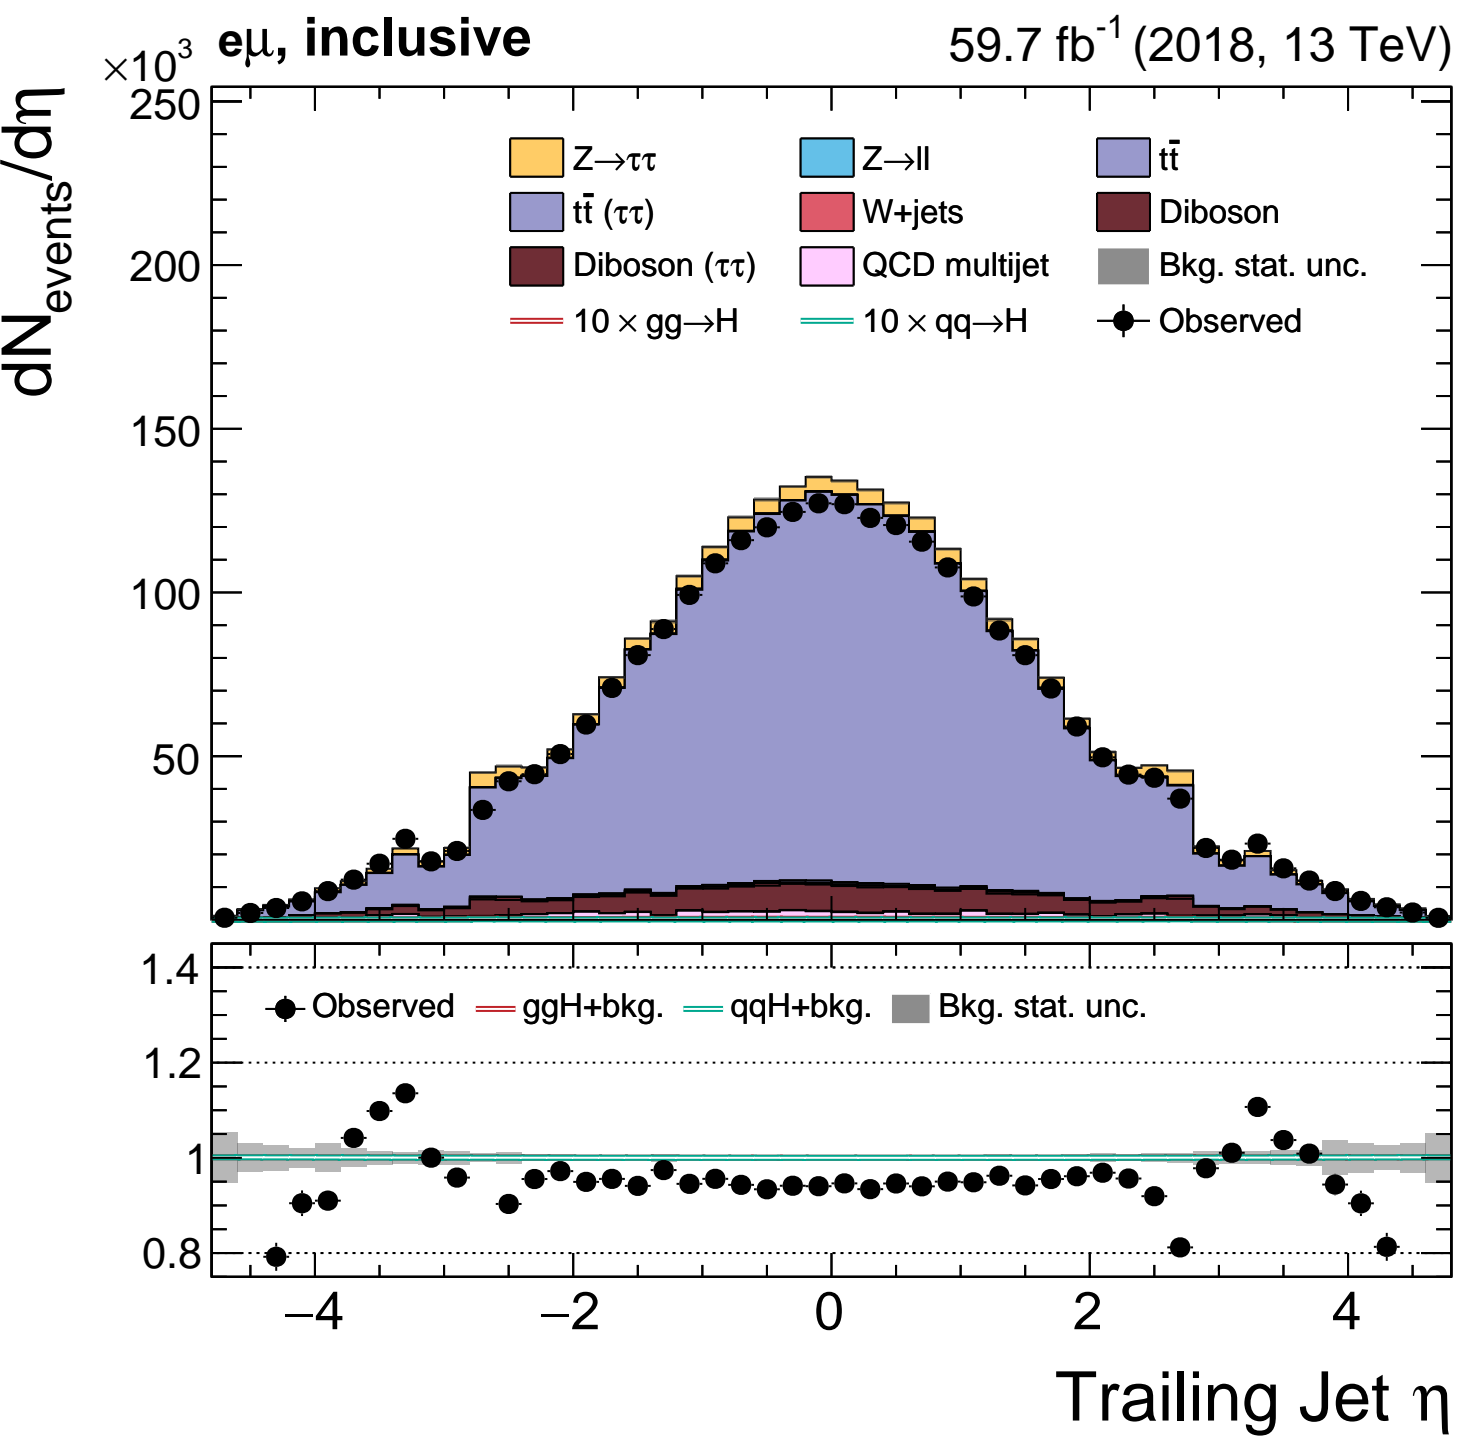 eμ, inclusive 59.7 fb⁻¹ (2018, 13 TeV)
×10³
dN_events/dη
250
200
150
100
50
Z→ττ Z→ll tt̄
tt̄ (ττ) W+jets Diboson
Diboson (ττ) QCD multijet Bkg. stat. unc.
10 × gg→H 10 × qq→H Observed
1.4
1.2
1
0.8
Observed ggH+bkg. qqH+bkg. Bkg. stat. unc.
−4 −2 0 2 4
Trailing Jet η